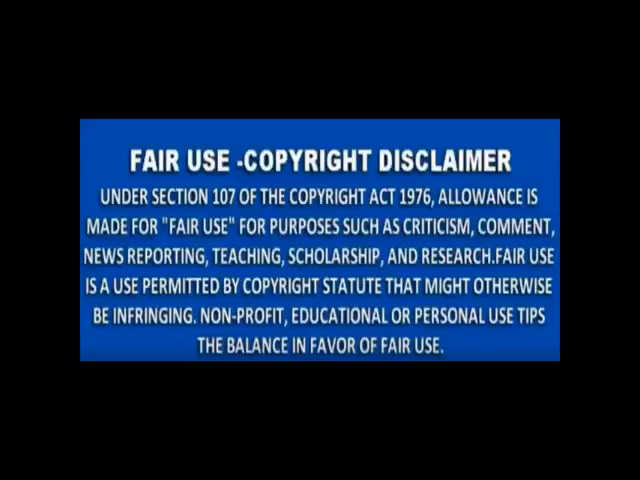 FAIR USE -COPYRIGHT DISCLAIMER
UNDER SECTION 107 OF THE COPYRIGHT ACT 1976, ALLOWANCE IS
MADE FOR "FAIR USE" FOR PURPOSES SUCH AS CRITICISM, COMMENT,
NEWS REPORTING, TEACHING, SCHOLARSHIP, AND RESEARCH.FAIR USE
IS A USE PERMITTED BY COPYRIGHT STATUTE THAT MIGHT OTHERWISE
BE INFRINGING. NON-PROFIT, EDUCATIONAL OR PERSONAL USE TIPS
THE BALANCE IN FAVOR OF FAIR USE.